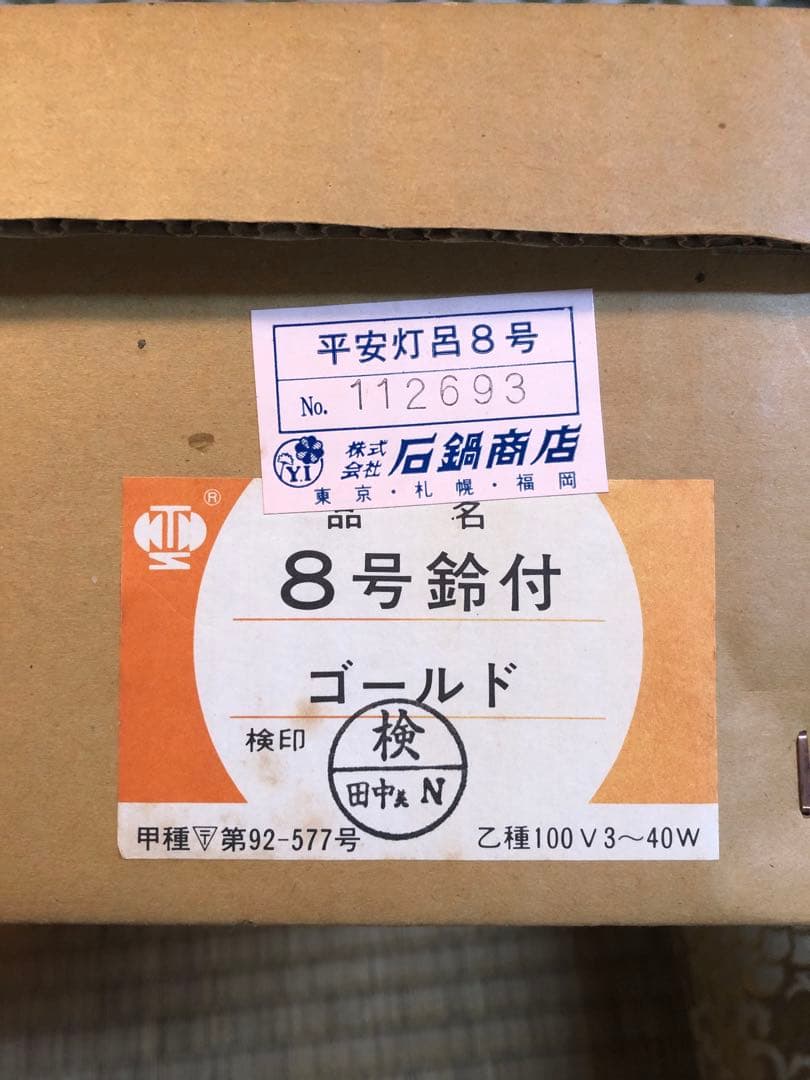 平安灯呂8号
No. 112693
Y.I
株式会社 石鍋商店
東京・札幌・福岡
®
品名
8号鈴付
ゴールド
検印
検
田中 N
甲種 〒 第92-577号
乙種100V3〜40W